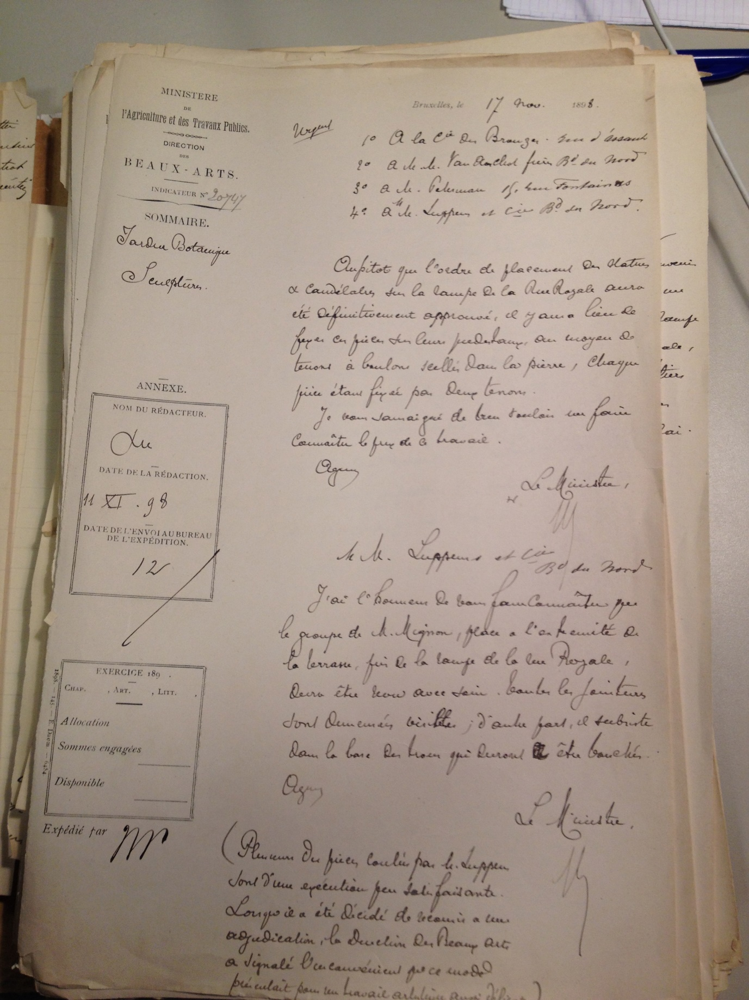 MINISTERE
DE
l'Agriculture et des Travaux Publics.
DIRECTION
DES
BEAUX-ARTS.
INDICATEUR N° 20747
SOMMAIRE.
Jardin Botanique
Sculptures.
ANNEXE.
NOM DU RÉDACTEUR.
DATE DE LA RÉDACTION.
11 XI . 98
DATE DE L'ENVOI AU BUREAU
DE L'EXPÉDITION.
12
EXERCICE 189 .
CHAP. , ART. , LITT. ,
Allocation
Sommes engagées
Disponible
Expédié par
Bruxelles, le 17 Nov. 1898.
Urgent
1° A la Cie des Bronzes. rue d'Assaut
2° A M.M. Van Aerschot frères Bd du Nord
3° A M. Petermann 15, rue Fontainas
4° A MM. Luppens et Cie Bd du Nord.
Aussitôt que l'ordre de placement des statues
& candélabres sur la rampe de la Rue Royale aura
été définitivement approuvé, il y aura lieu de
fixer ces pièces sur leurs piédestaux, au moyen de
tenons à boulons scellés dans la pierre, chaque
pièce étant fixée par deux tenons.
Je vous saurai gré de bien vouloir me faire
connaître le prix de ce travail.
Agréez
Le Ministre,
M M. Luppens et Cie
Bd du Nord
J'ai l'honneur de vous faire connaître que
le groupe de M. Mignon, placé a l'extremité de
la terrasse, près de la rampe de la rue Royale,
devra être revu avec soin. Toutes les jointures
sont demeurées visibles ; d'autre part, il subsiste
dans la base des trous qui devront être bouchés.
Agréez
Le Ministre,
(Plusieurs des pièces coulées par M. Luppens
sont d'une exécution peu satisfaisante.
Lorsqu'il a été décidé de recourir a une
adjudication, la Direction des Beaux arts
a signalé l'inconvénient que ce mode
présentait pour un travail artistique aussi )
1898. — 145 — E. Daem —